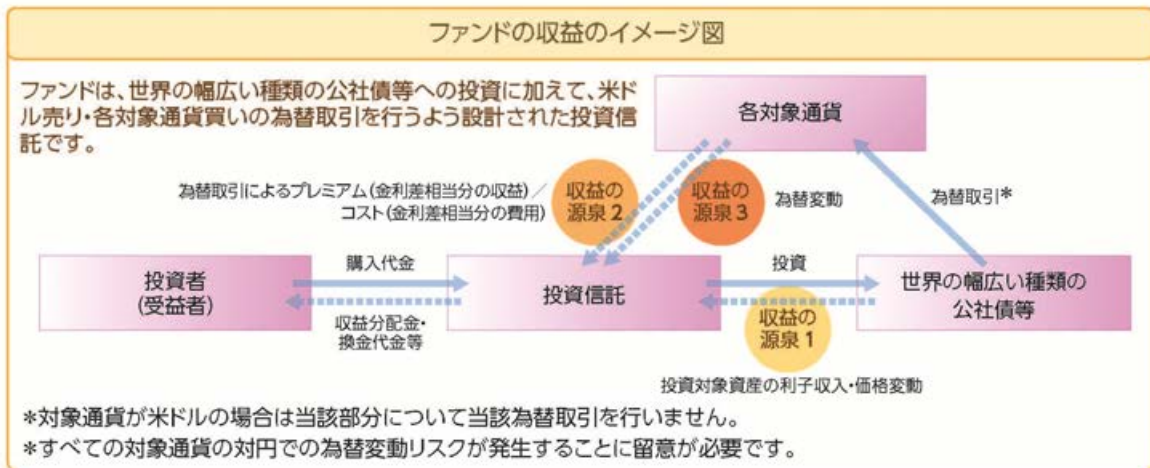 ファンドの収益のイメージ図
ファンドは、世界の幅広い種類の公社債等への投資に加えて、米ド
ル売り・各対象通貨買いの為替取引を行うよう設計された投資信
託です。
各対象通貨
為替取引によるプレミアム(金利差相当分の収益)/
コスト(金利差相当分の費用)
収益の
源泉2
収益の
源泉3
為替変動
為替取引*
投資者
(受益者)
購入代金
収益分配金・
換金代金等
投資信託
投資
収益の
源泉1
世界の幅広い種類の
公社債等
投資対象資産の利子収入・価格変動
*対象通貨が米ドルの場合は当該部分について当該為替取引を行いません。
*すべての対象通貨の対円での為替変動リスクが発生することに留意が必要です。